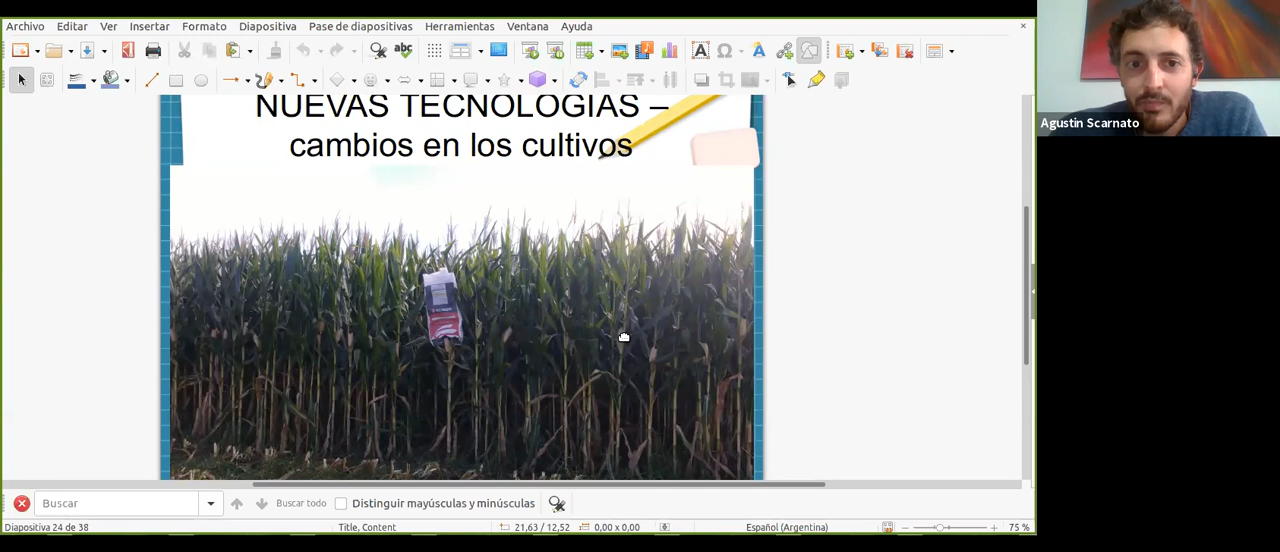 Archivo Editar Ver Insertar Formato Diapositiva Pase de diapositivas Herramientas Ventana Ayuda
abc
NUEVAS TECNOLOGIAS –
cambios en los cultivos
Agustin Scarnato
Buscar Buscar todo Distinguir mayúsculas y minúsculas
Diapositiva 24 de 38 Title, Content 21,63 / 12,52 0,00 x 0,00 Español (Argentina) 75 %